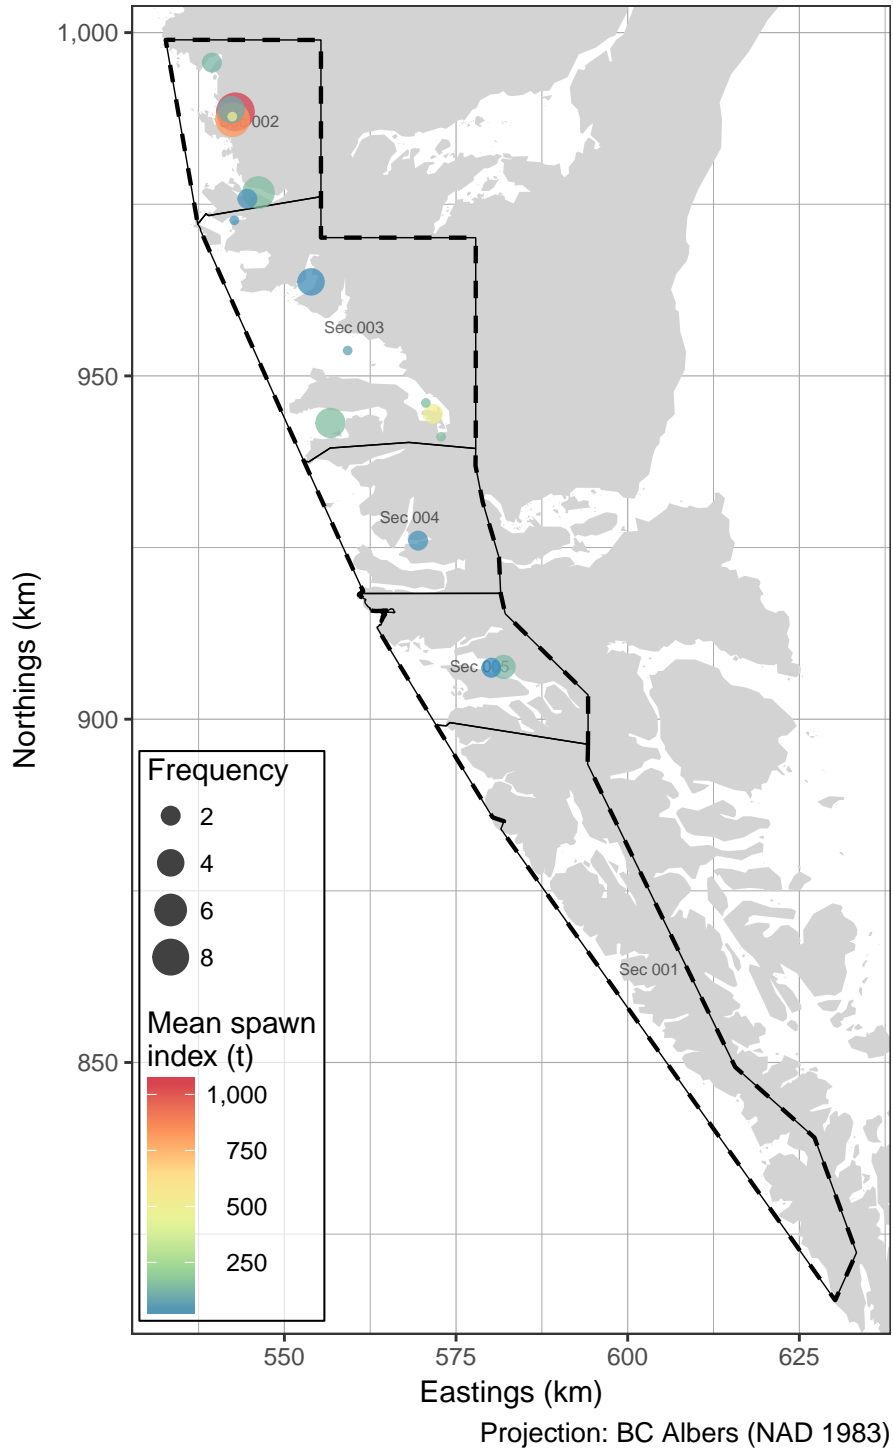 1,000
002
Sec 003
950
Sec 004
Sec 005
900
Northings (km)
Frequency
2
4
6
8
Sec 001
Mean spawn
index (t)
1,000
750
500
250
850
550
575
600
625
Eastings (km)
Projection: BC Albers (NAD 1983)